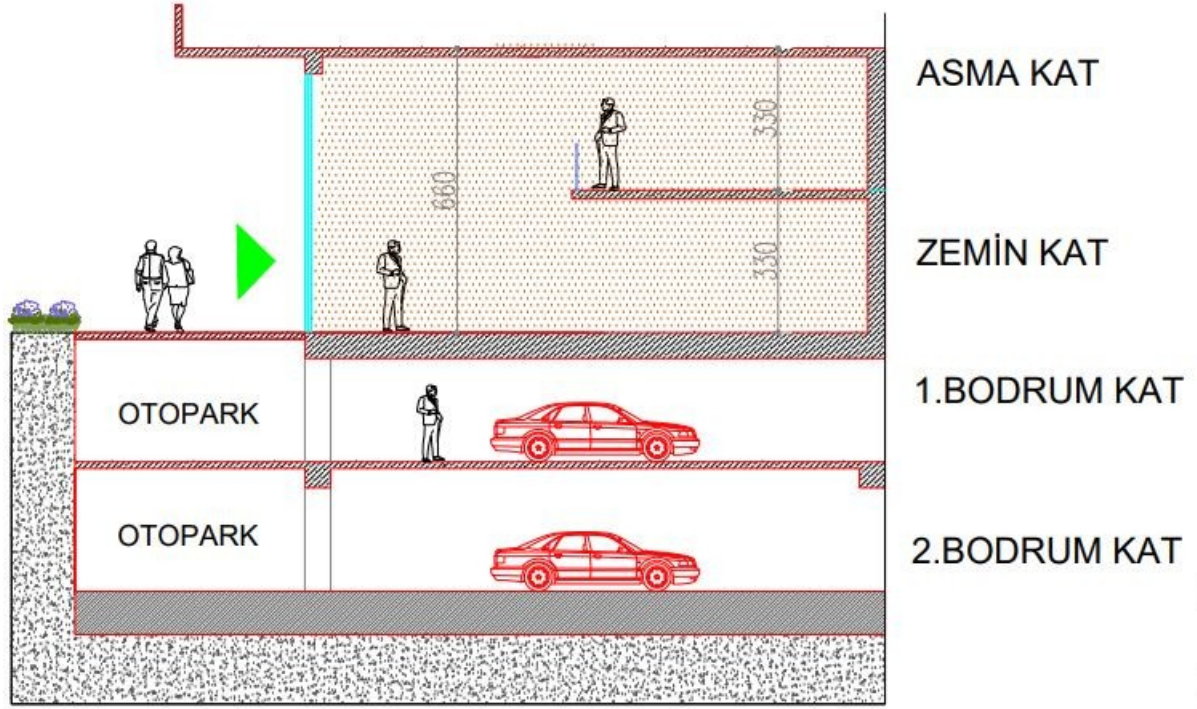 ASMA KAT
330
660
ZEMİN KAT
330
1.BODRUM KAT
OTOPARK
OTOPARK
2.BODRUM KAT